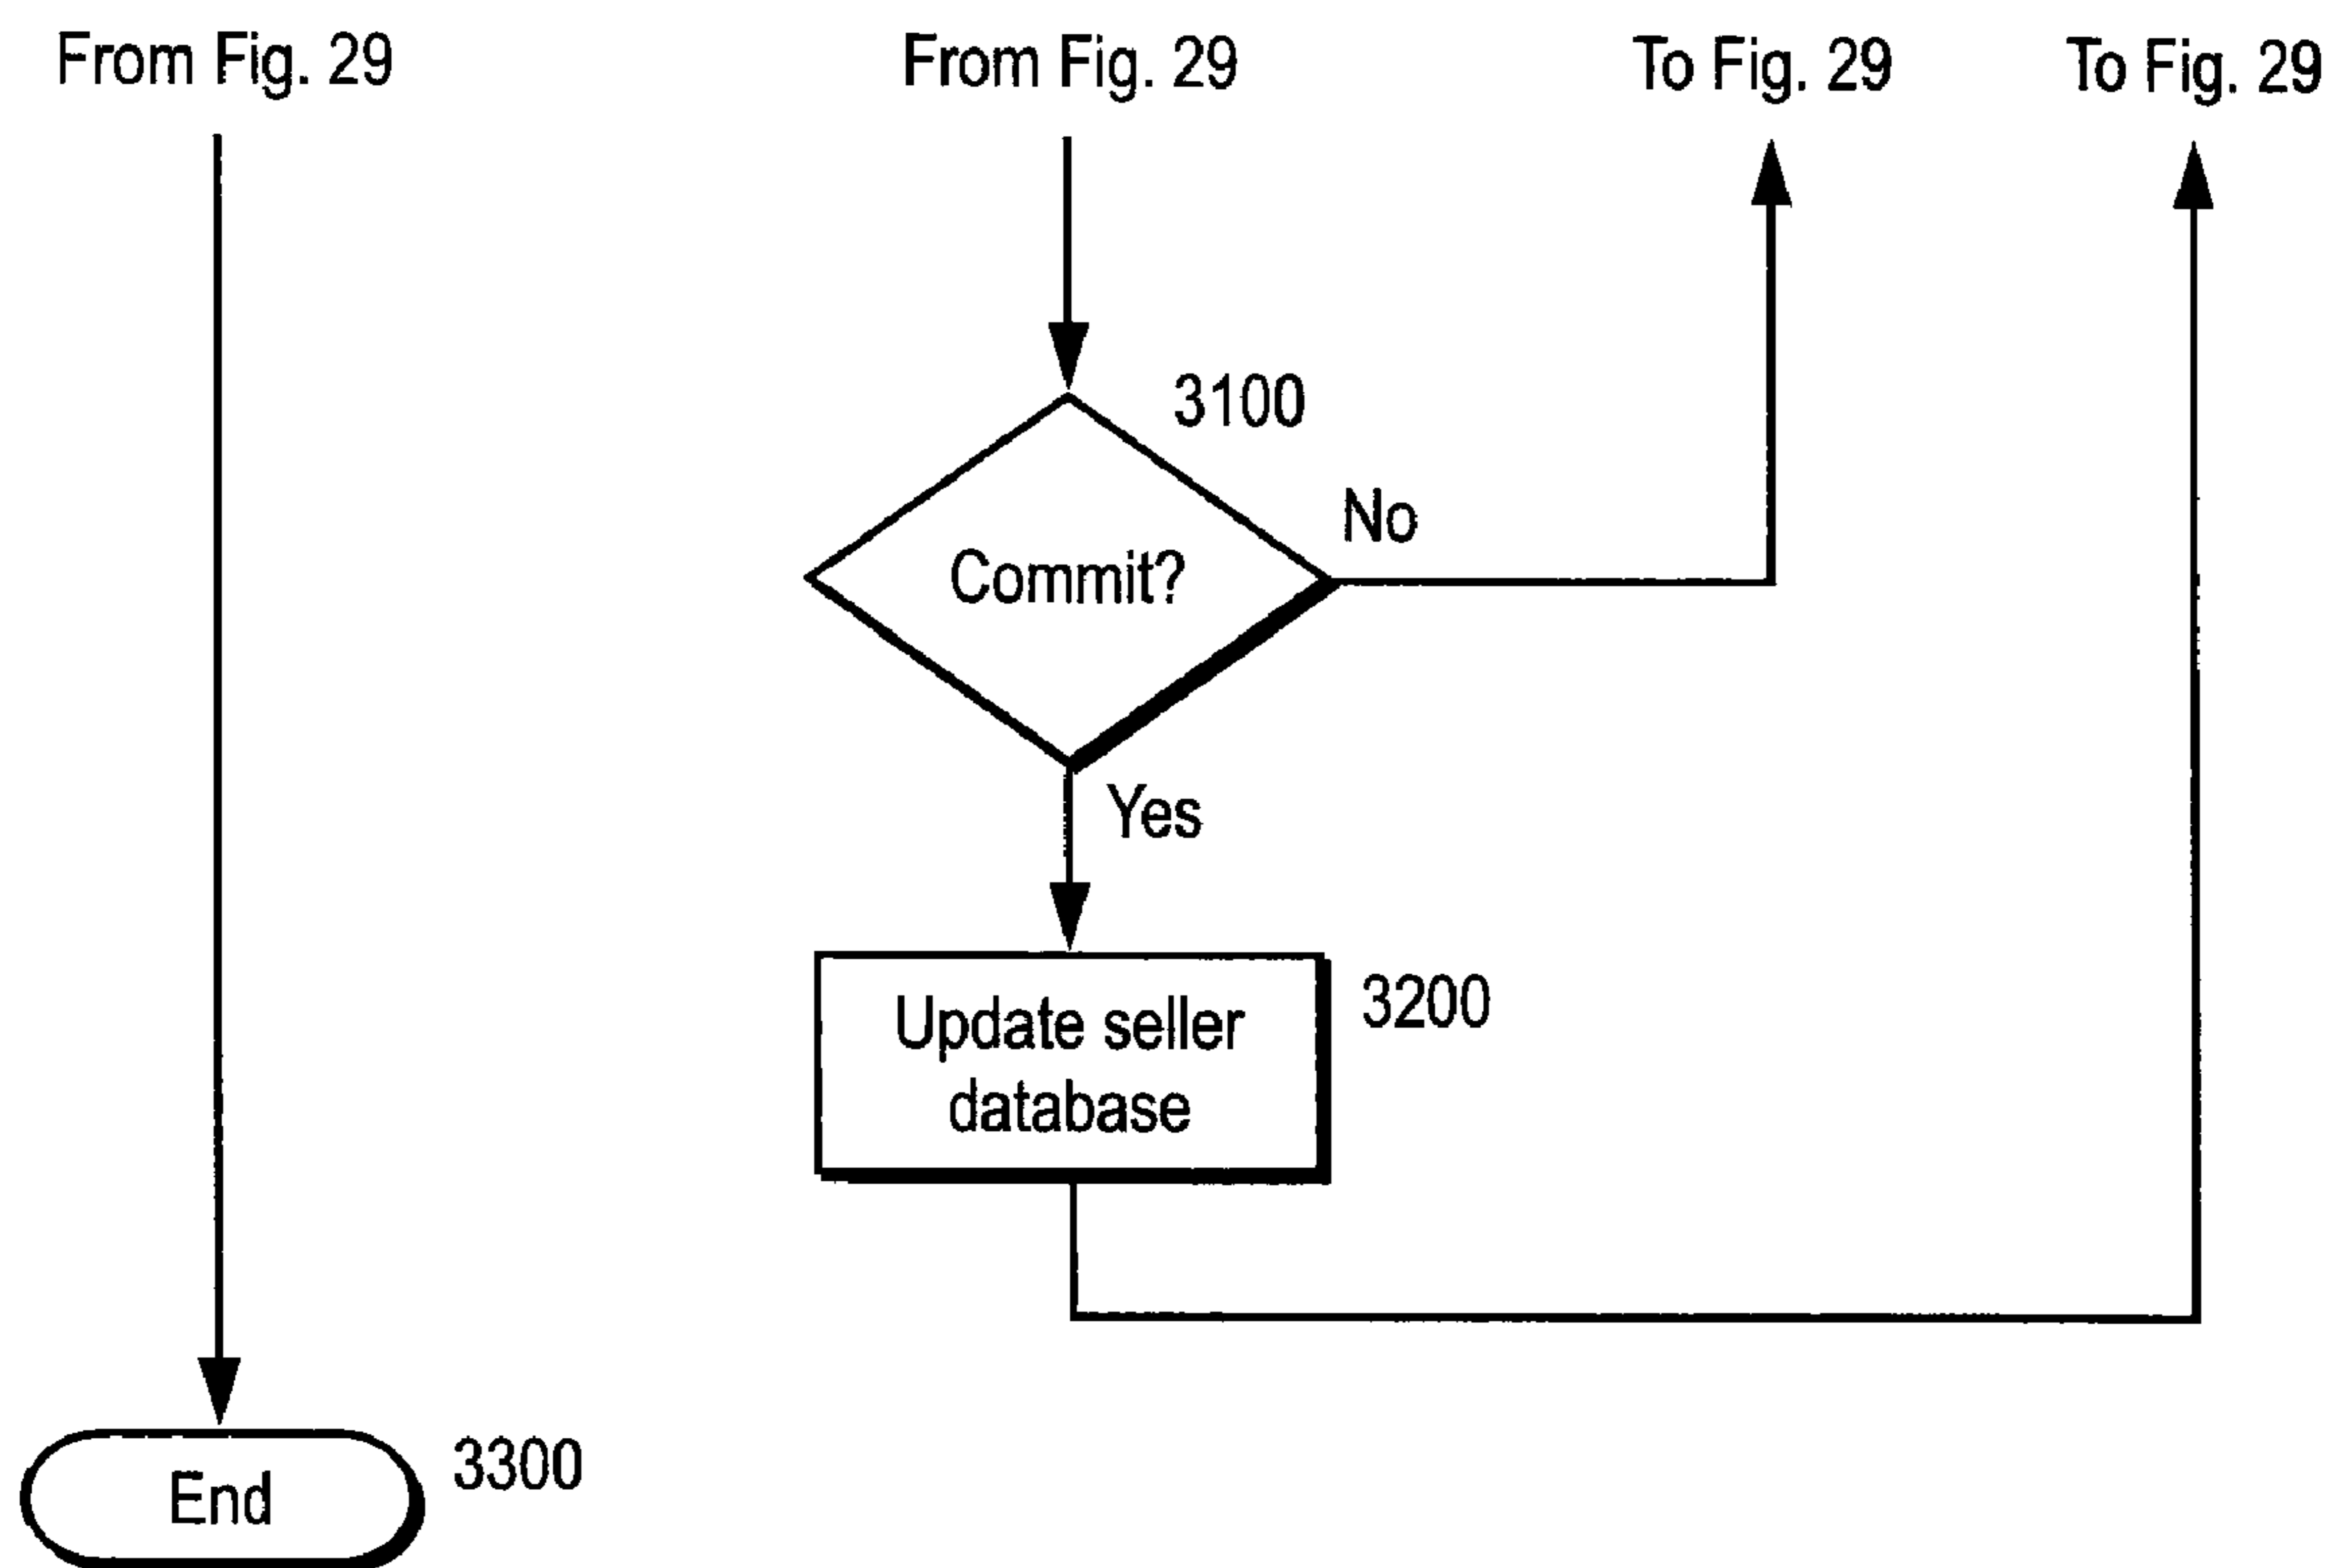 From Fig. 29
From Fig. 29
To Fig. 29
To Fig. 29
3100
No
Commit?
Yes
3200
Update seller
database
3300
End